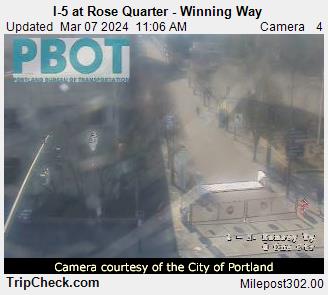 I-5 at Rose Quarter - Winning Way
Updated Mar 07 2024 11:06 AM Camera 4
PBOT
PORTLAND BUREAU OF TRANSPORTATION
Camera courtesy of the City of Portland
TripCheck.com Milepost302.00